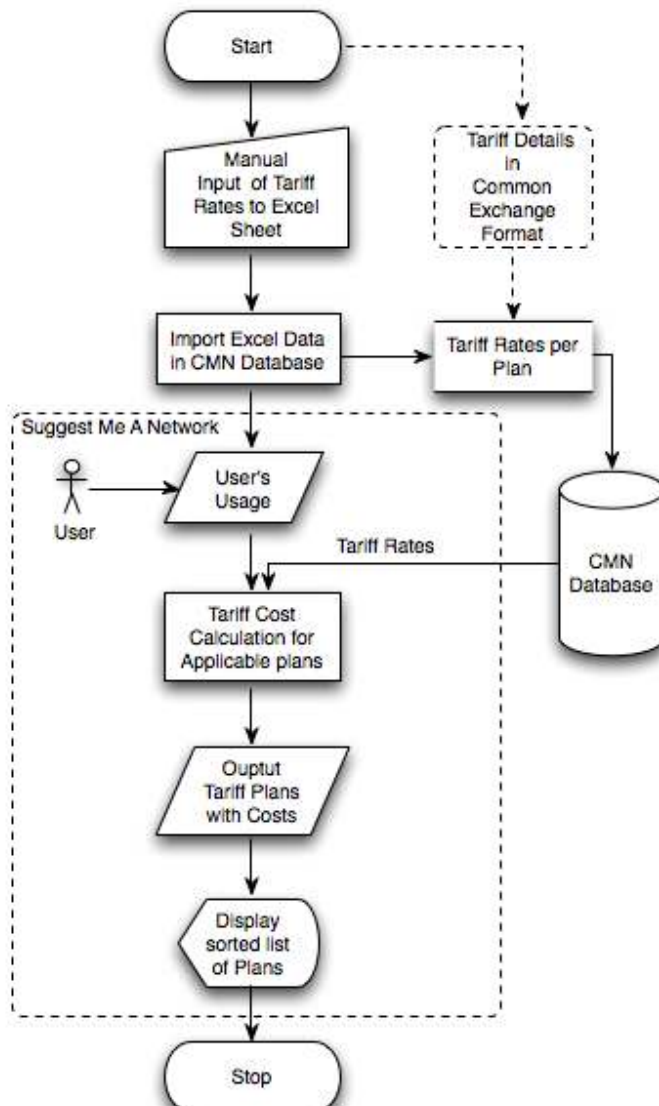 Start
Manual
Input of Tariff
Rates to Excel
Sheet
Tariff Details
in
Common
Exchange
Format
Import Excel Data
in CMN Database
Tariff Rates per
Plan
Suggest Me A Network
User's
Usage
User
Tariff Rates
CMN
Database
Tariff Cost
Calculation for
Applicable plans
Ouptut
Tariff Plans
with Costs
Display
sorted list
of Plans
Stop